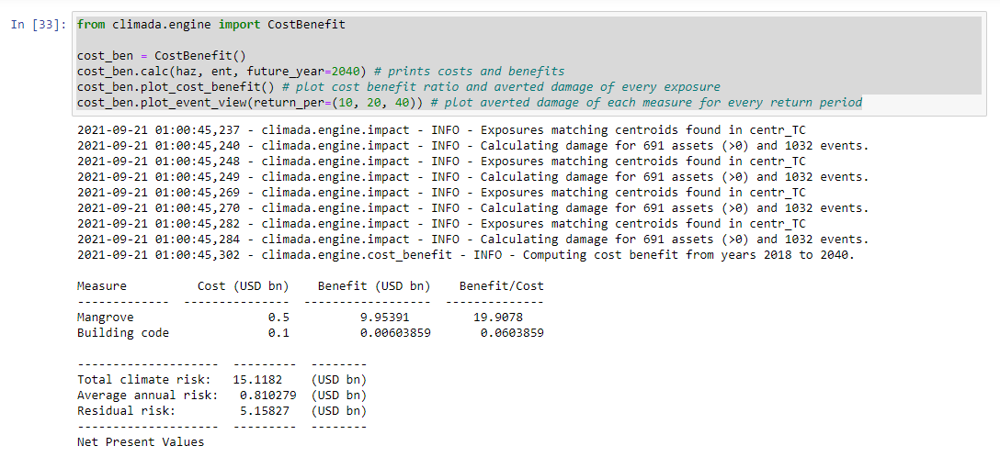 In [33]: from climada.engine import CostBenefit
cost_ben = CostBenefit()
cost_ben.calc(haz, ent, future_year=2040) # prints costs and benefits
cost_ben.plot_cost_benefit() # plot cost benefit ratio and averted damage of every exposure
cost_ben.plot_event_view(return_per=(10, 20, 40)) # plot averted damage of each measure for every return period
2021-09-21 01:00:45,237 - climada.engine.impact - INFO - Exposures matching centroids found in centr_TC
2021-09-21 01:00:45,240 - climada.engine.impact - INFO - Calculating damage for 691 assets (>0) and 1032 events.
2021-09-21 01:00:45,248 - climada.engine.impact - INFO - Exposures matching centroids found in centr_TC
2021-09-21 01:00:45,249 - climada.engine.impact - INFO - Calculating damage for 691 assets (>0) and 1032 events.
2021-09-21 01:00:45,269 - climada.engine.impact - INFO - Exposures matching centroids found in centr_TC
2021-09-21 01:00:45,270 - climada.engine.impact - INFO - Calculating damage for 691 assets (>0) and 1032 events.
2021-09-21 01:00:45,282 - climada.engine.impact - INFO - Exposures matching centroids found in centr_TC
2021-09-21 01:00:45,284 - climada.engine.impact - INFO - Calculating damage for 691 assets (>0) and 1032 events.
2021-09-21 01:00:45,302 - climada.engine.cost_benefit - INFO - Computing cost benefit from years 2018 to 2040.
Measure Cost (USD bn) Benefit (USD bn) Benefit/Cost
------------- --------------- ------------------ --------------
Mangrove 0.5 9.95391 19.9078
Building code 0.1 0.00603859 0.0603859
-------------------- --------- --------
Total climate risk: 15.1182 (USD bn)
Average annual risk: 0.810279 (USD bn)
Residual risk: 5.15827 (USD bn)
-------------------- --------- --------
Net Present Values